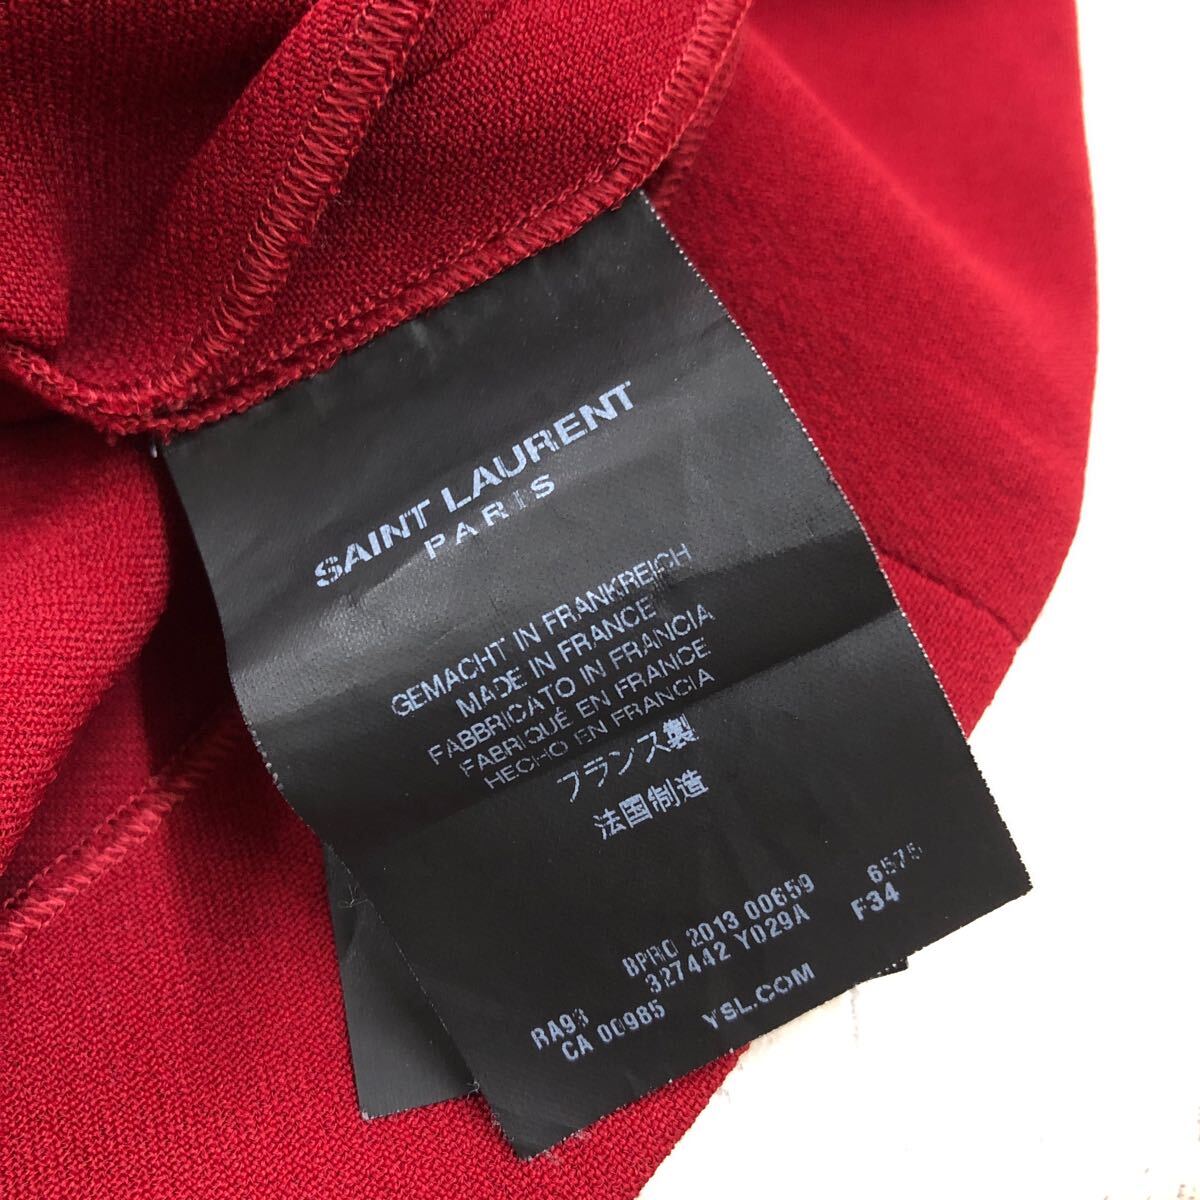 SAINT LAURENT
PARIS
GEMACHT IN FRANKREICH
MADE IN FRANCE
FABBRICATO IN FRANCIA
FABRIQUÉ EN FRANCE
HECHO EN FRANCIA
フランス製
法国制造
BPRO 2013 00659 6575
327442 Y029A F34
RA93
CA 00985 YSL.COM